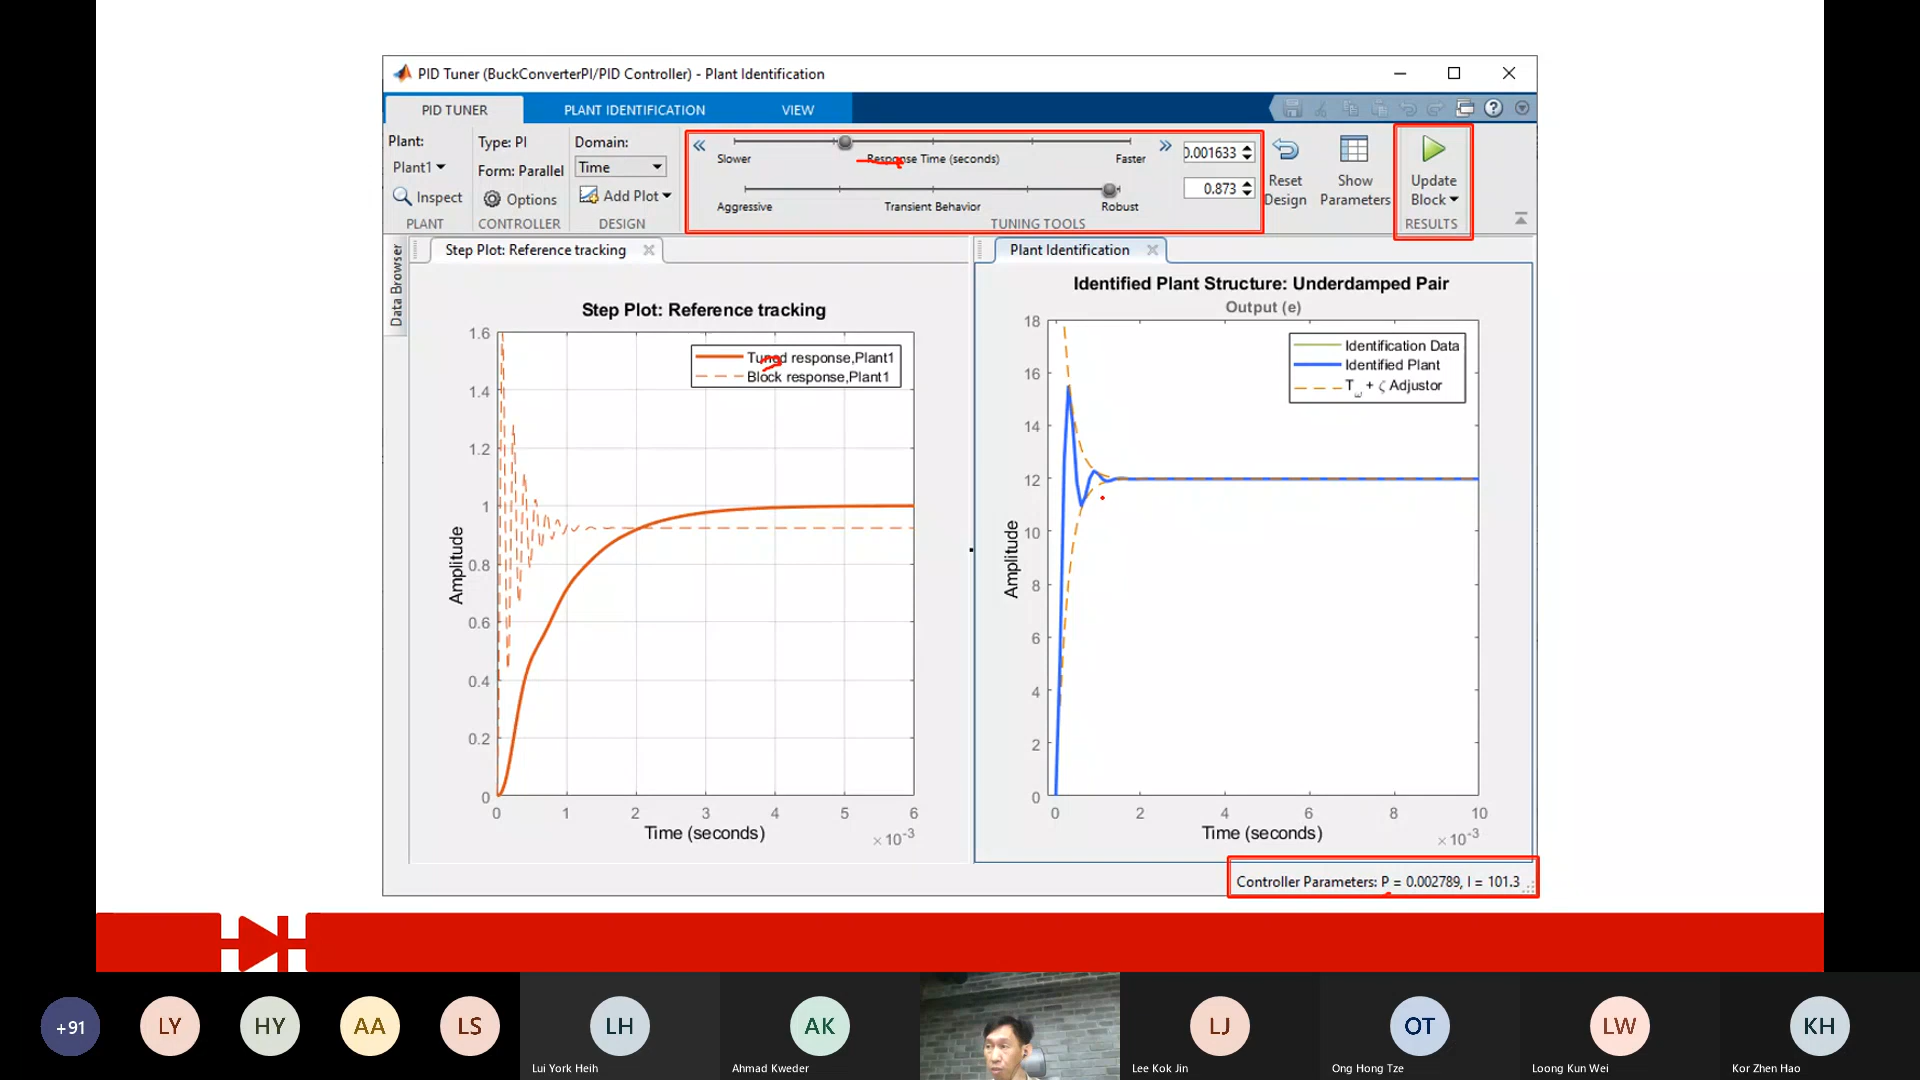 PID Tuner (BuckConverterPI/PID Controller) - Plant Identification
PID TUNER
PLANT IDENTIFICATION
VIEW
Plant:
Plant1
Inspect
PLANT
Type: PI
Form: Parallel
Options
CONTROLLER
Domain:
Time
Add Plot
DESIGN
Slower
Response Time (seconds)
Faster
0.001633
Aggressive
Transient Behavior
Robust
0.873
TUNING TOOLS
Reset Design
Show Parameters
Update Block
RESULTS
Data Browser
Step Plot: Reference tracking
Step Plot: Reference tracking
Tuned response,Plant1
Block response,Plant1
Amplitude
1.6
1.4
1.2
1
0.8
0.6
0.4
0.2
0
0 1 2 3 4 5 6
Time (seconds)
×10-3
Plant Identification
Identified Plant Structure: Underdamped Pair
Output (e)
Identification Data
Identified Plant
Tω + ζ Adjustor
Amplitude
18
16
14
12
10
8
6
4
2
0
0 2 4 6 8 10
Time (seconds)
×10-3
Controller Parameters: P = 0.002789, I = 101.3
+91
LY
HY
AA
LS
LH
Lui York Heih
AK
Ahmad Kweder
LJ
Lee Kok Jin
OT
Ong Hong Tze
LW
Loong Kun Wei
KH
Kor Zhen Hao